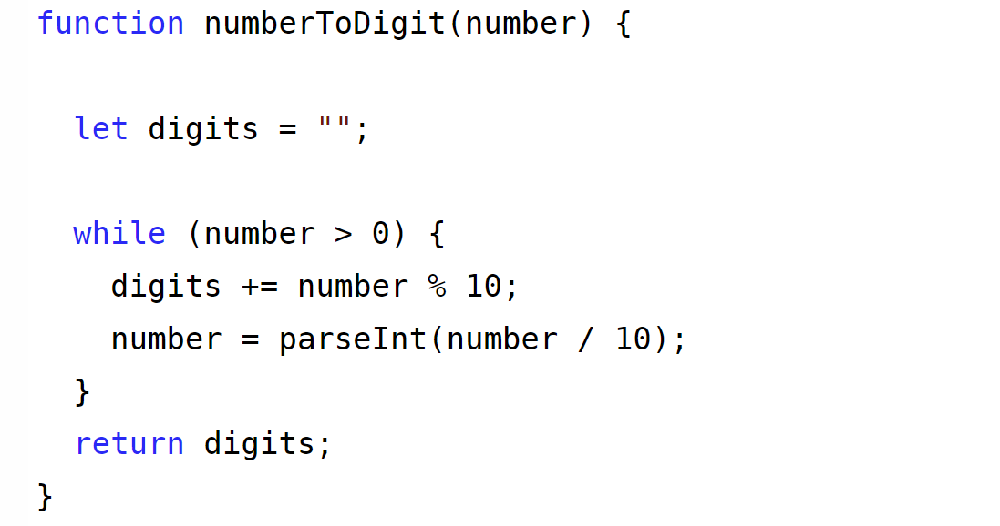 function numberToDigit(number) {
let digits = "";
while (number > 0) {
digits += number % 10;
number = parseInt(number / 10);
}
return digits;
}